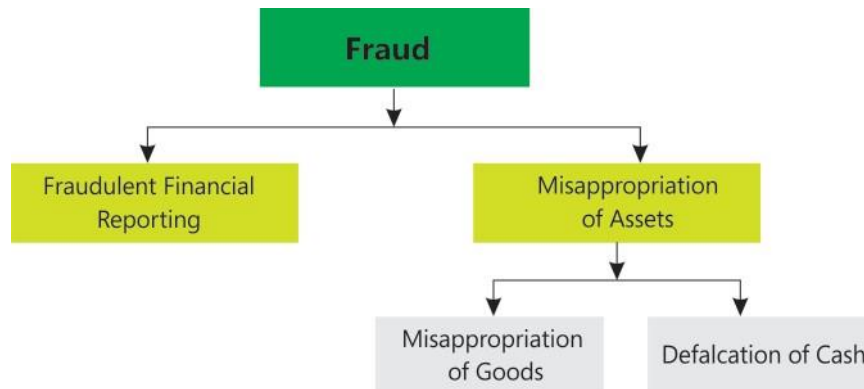 Fraud
Fraudulent Financial
Reporting
Misappropriation
of Assets
Misappropriation
of Goods
Defalcation of Cash